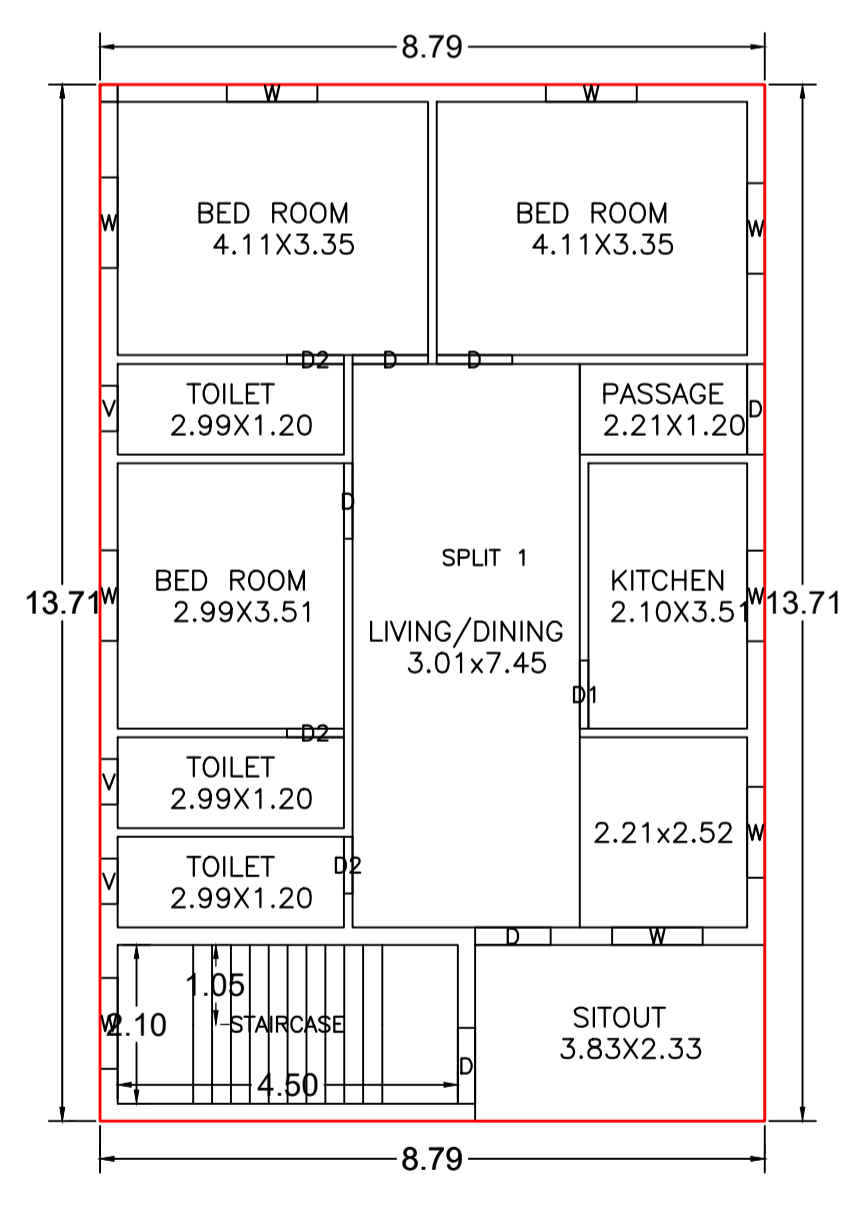 8.79
W
W
BED ROOM
4.11X3.35
BED ROOM
4.11X3.35
W
W
D2
D
D
TOILET
2.99X1.20
PASSAGE
2.21X1.20
V
D
D
SPLIT 1
BED ROOM
2.99X3.51
KITCHEN
2.10X3.51
13.71
W
W
13.71
LIVING/DINING
3.01x7.45
D1
D2
TOILET
2.99X1.20
V
2.21x2.52
W
TOILET
2.99X1.20
V
D2
D
W
1.05
STAIRCASE
W
2.10
SITOUT
3.83X2.33
D
4.50
8.79